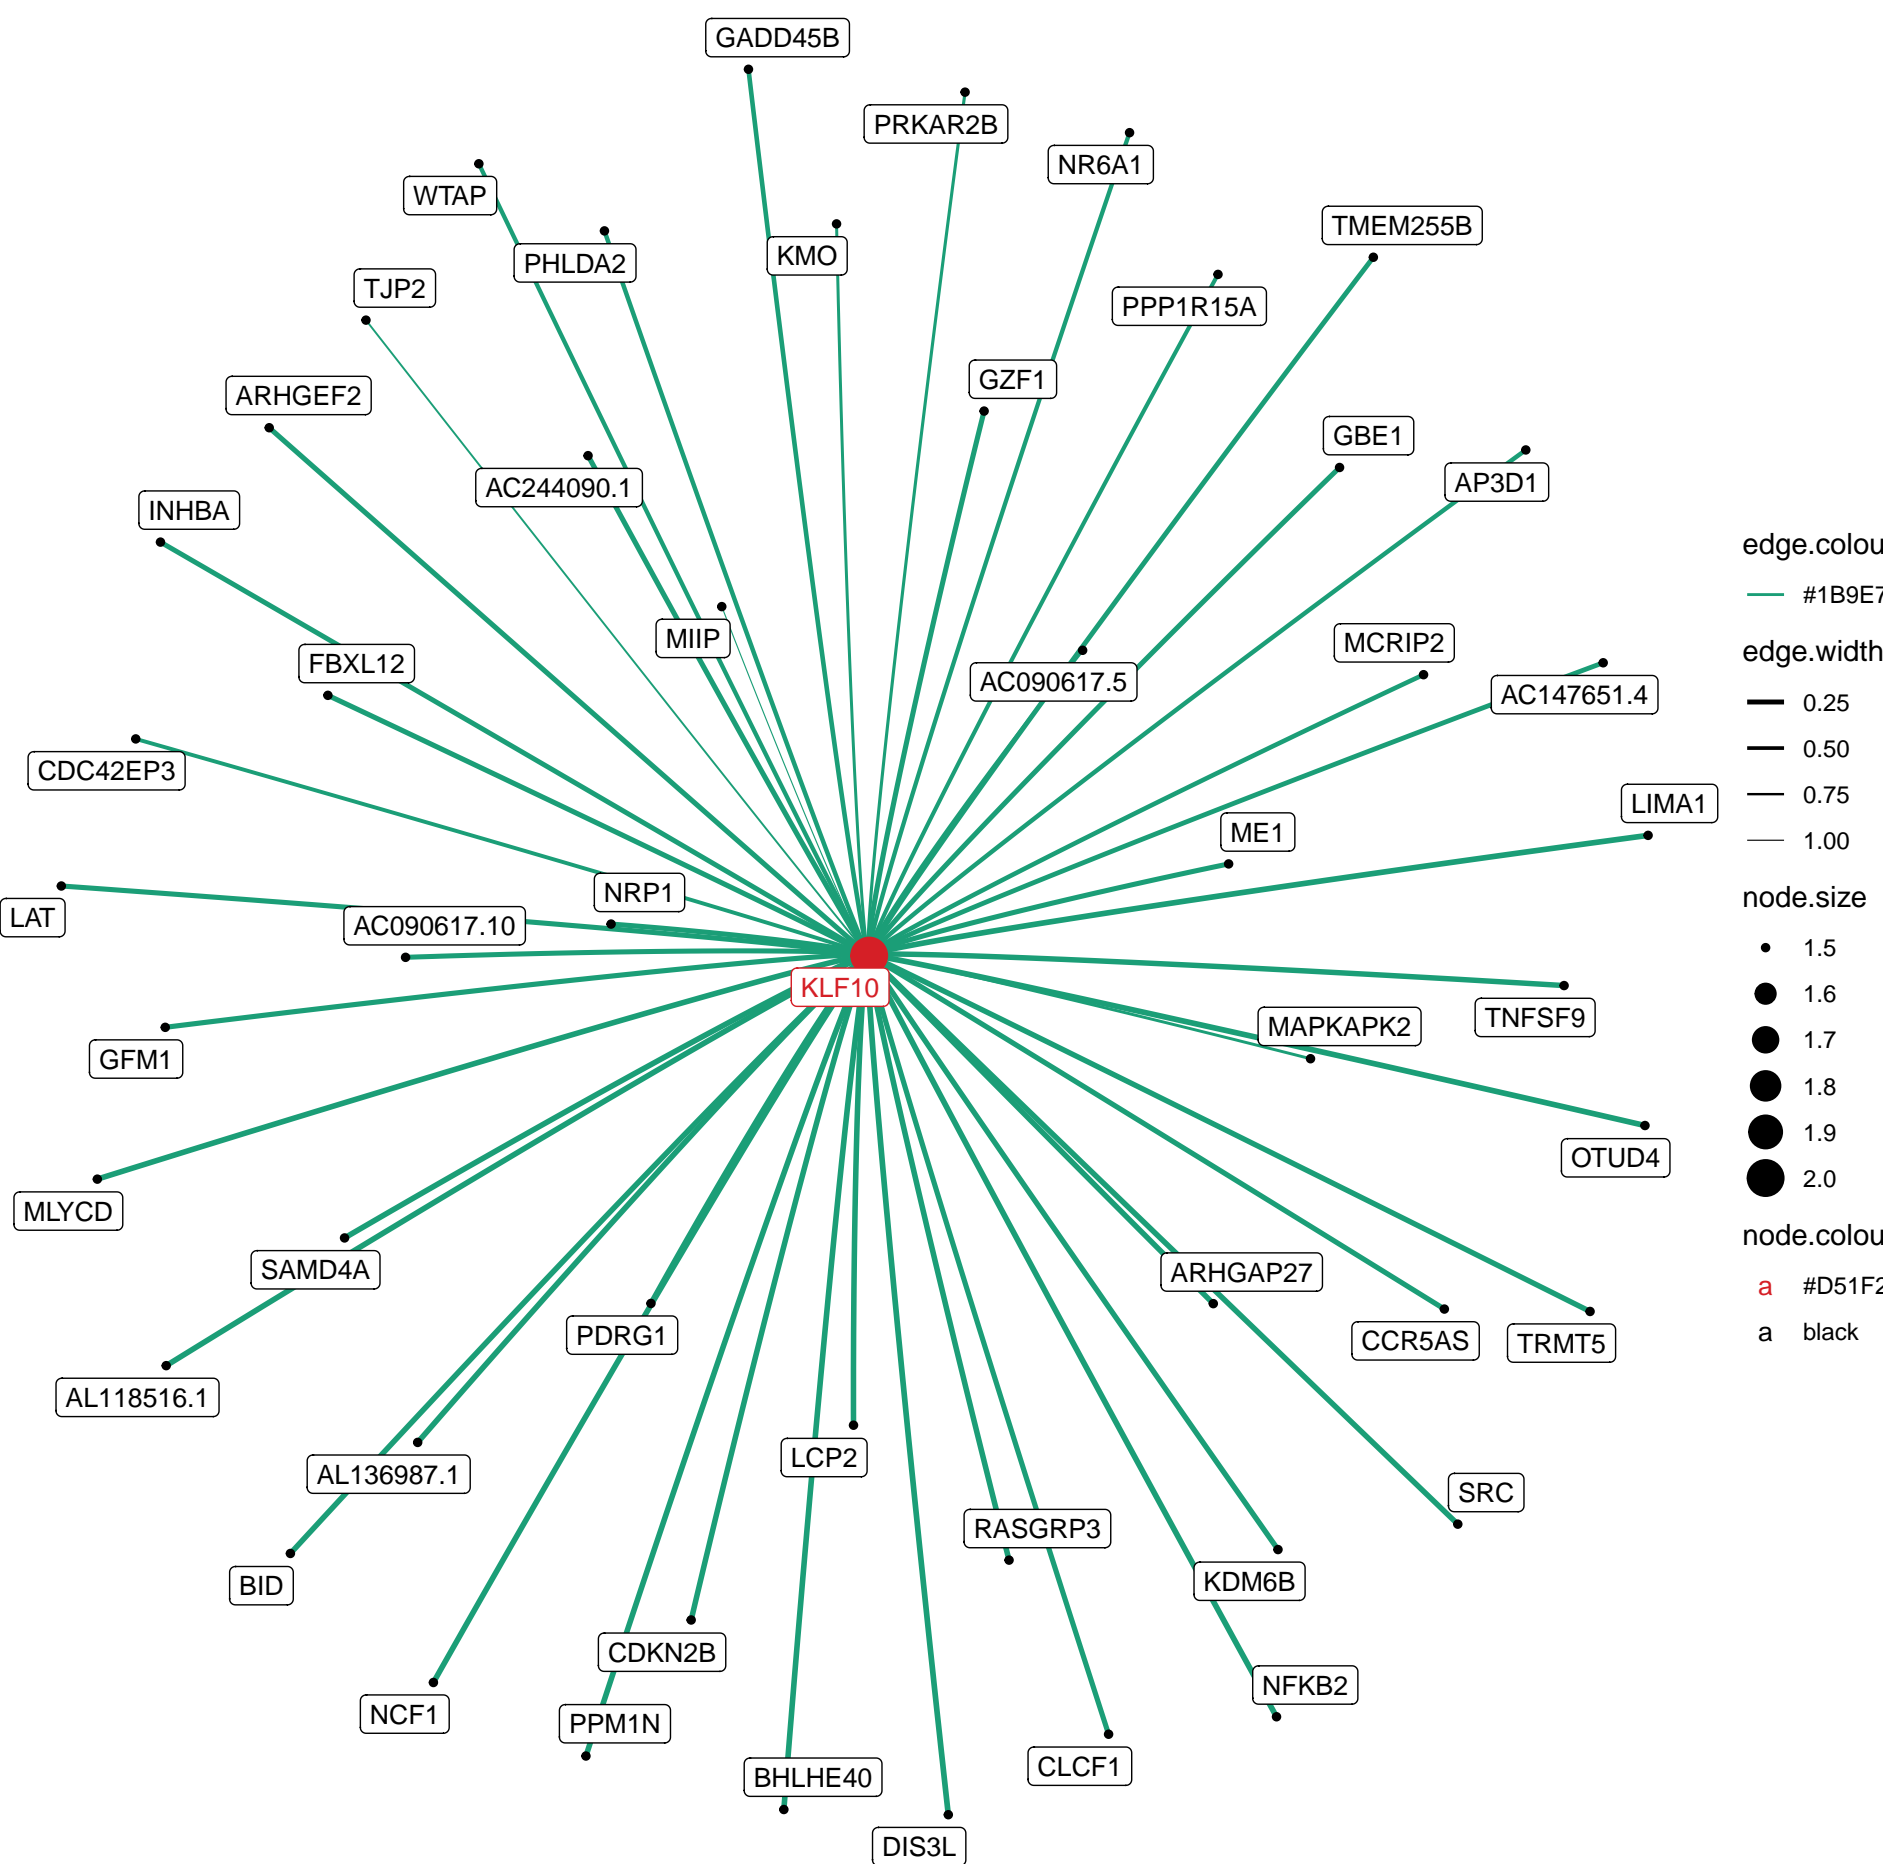 GADD45B
PRKAR2B
NR6A1
WTAP
TMEM255B
KMO
PHLDA2
TJP2
PPP1R15A
GZF1
ARHGEF2
GBE1
AP3D1
AC244090.1
INHBA
edge.colou
#1B9E7
MIIP
MCRIP2
edge.width
FBXL12
AC090617.5
AC147651.4
0.25
0.50
CDC42EP3
0.75
LIMA1
ME1
1.00
NRP1
node.size
LAT
AC090617.10
1.5
KLF10
1.6
TNFSF9
MAPKAPK2
1.7
GFM1
1.8
1.9
OTUD4
2.0
MLYCD
node.colou
SAMD4A
ARHGAP27
a #D51F2
a black
PDRG1
CCR5AS
TRMT5
AL118516.1
LCP2
AL136987.1
SRC
RASGRP3
BID
KDM6B
CDKN2B
NFKB2
NCF1
PPM1N
CLCF1
BHLHE40
DIS3L